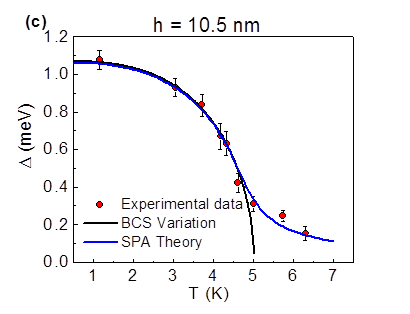 (c)
h = 10.5 nm
1.2
1.0
0.8
0.6
0.4
0.2
0.0
Δ (meV)
Experimental data
BCS Variation
SPA Theory
1 2 3 4 5 6 7
T (K)